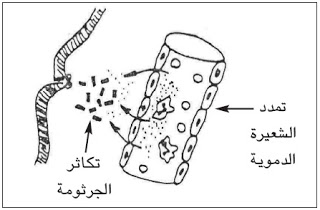 تمدد
الشعيرة
الدموية
تكاثر
الجرثومة